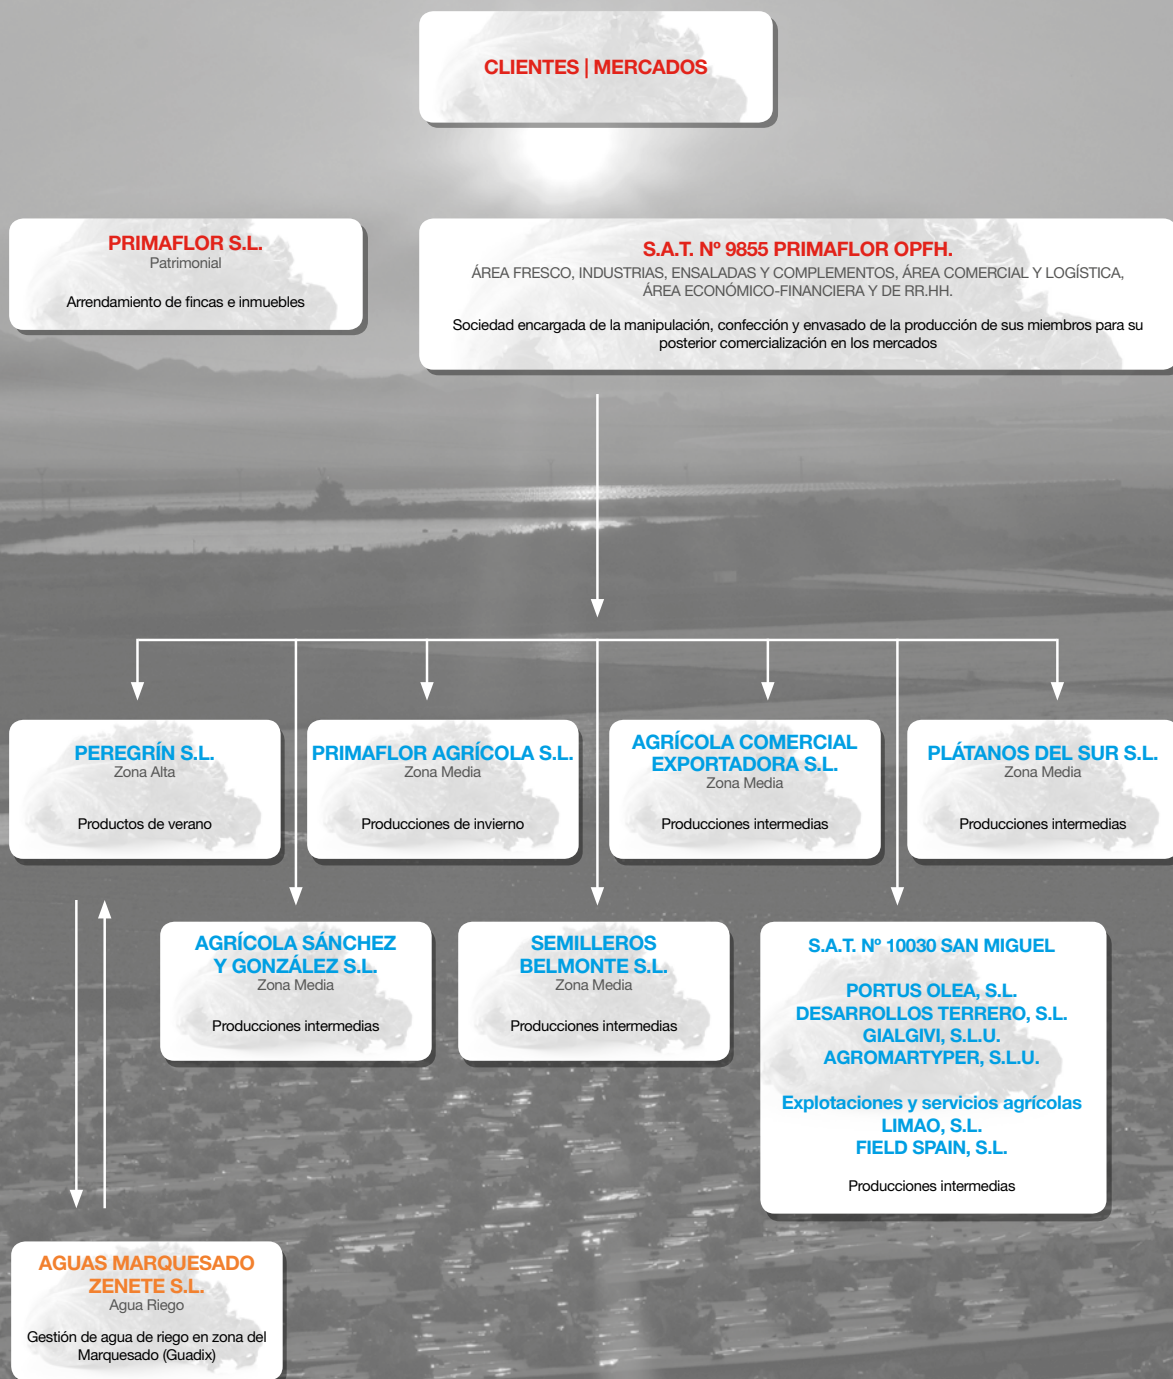 CLIENTES | MERCADOS
PRIMAFLOR S.L.
Patrimonial
Arrendamiento de fincas e inmuebles
S.A.T. Nº 9855 PRIMAFLOR OPFH.
ÁREA FRESCO, INDUSTRIAS, ENSALADAS Y COMPLEMENTOS, ÁREA COMERCIAL Y LOGÍSTICA,
ÁREA ECONÓMICO-FINANCIERA Y DE RR.HH.
Sociedad encargada de la manipulación, confección y envasado de la producción de sus miembros para su
posterior comercialización en los mercados
PEREGRÍN S.L.
Zona Alta
Productos de verano
PRIMAFLOR AGRÍCOLA S.L.
Zona Media
Producciones de invierno
AGRÍCOLA COMERCIAL
EXPORTADORA S.L.
Zona Media
Producciones intermedias
PLÁTANOS DEL SUR S.L.
Zona Media
Producciones intermedias
AGRÍCOLA SÁNCHEZ
Y GONZÁLEZ S.L.
Zona Media
Producciones intermedias
SEMILLEROS
BELMONTE S.L.
Zona Media
Producciones intermedias
S.A.T. Nº 10030 SAN MIGUEL
PORTUS OLEA, S.L.
DESARROLLOS TERRERO, S.L.
GIALGIVI, S.L.U.
AGROMARTYPER, S.L.U.
Explotaciones y servicios agrícolas
LIMAO, S.L.
FIELD SPAIN, S.L.
Producciones intermedias
AGUAS MARQUESADO
ZENETE S.L.
Agua Riego
Gestión de agua de riego en zona del
Marquesado (Guadix)